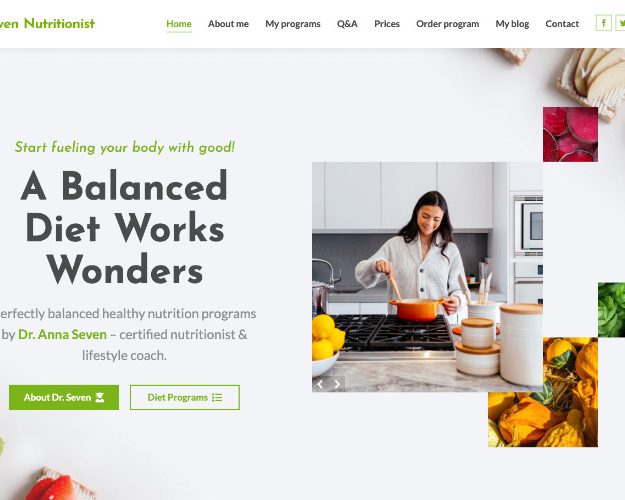 ven Nutritionist
Home About me My programs Q&A Prices Order program My blog Contact
Start fueling your body with good!
A Balanced
Diet Works
Wonders
erfectly balanced healthy nutrition programs
by Dr. Anna Seven – certified nutritionist &
lifestyle coach.
About Dr. Seven Diet Programs